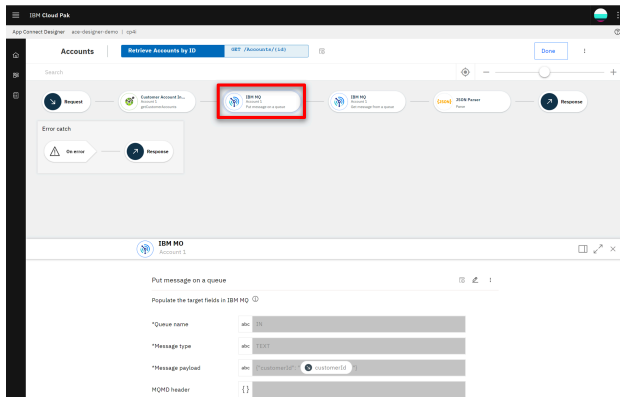 IBM Cloud Pak
App Connect Designer ace-designer-demo | cp4i
Accounts
Retrieve Accounts by ID
GET /Accounts/{id}
Done
Search
Request
Customer Account In...
Account 1
getCustomerAccounts
IBM MQ
Account 1
Put message on a queue
IBM MQ
Account 1
Get message from a queue
{JSON}
JSON Parser
Parse
Response
Error catch
On error
Response
IBM MQ
Account 1
Put message on a queue
Populate the target fields in IBM MQ
*Queue name
abc
IN
*Message type
abc
TEXT
*Message payload
abc
{"customerId":" customerId "}
MQMD header
{ }